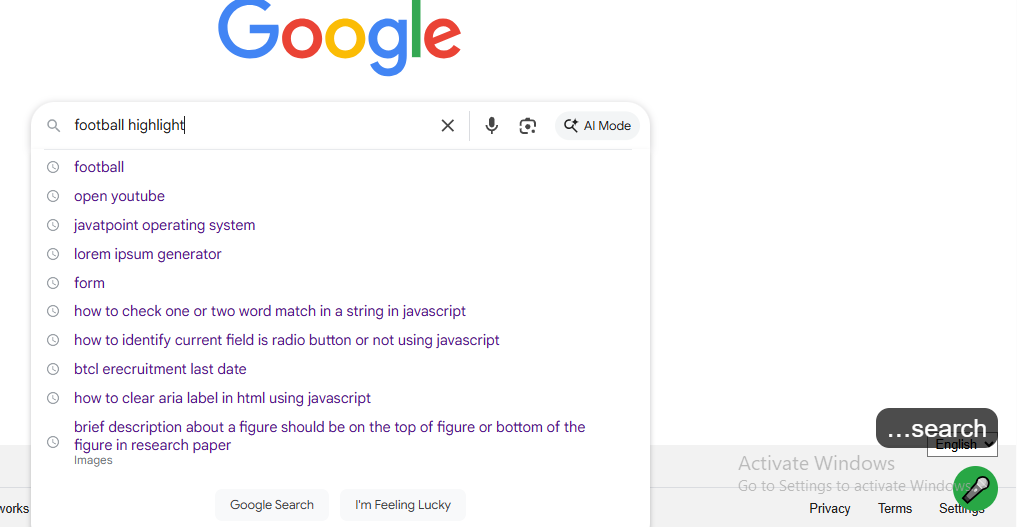 Google
football highlight
AI Mode
football
open youtube
javatpoint operating system
lorem ipsum generator
form
how to check one or two word match in a string in javascript
how to identify current field is radio button or not using javascript
btcl erecruitment last date
how to clear aria label in html using javascript
brief description about a figure should be on the top of figure or bottom of the
figure in research paper
Images
Google Search
I'm Feeling Lucky
...search
English
Activate Windows
Go to Settings to activate Windows
works
Privacy
Terms
Settings